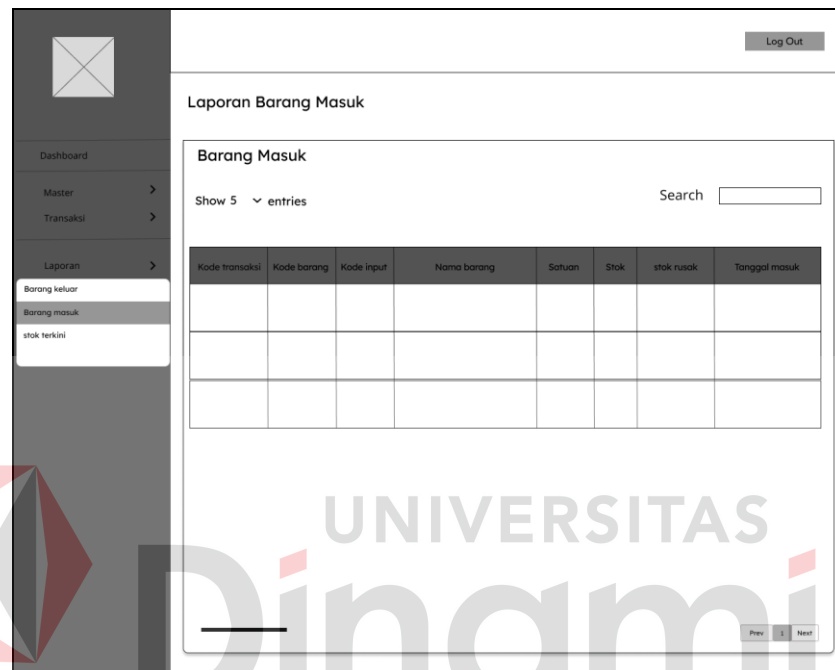 Log Out
Laporan Barang Masuk
Dashboard
Master
Transaksi
Laporan
Barang keluar
Barang masuk
stok terkini
Barang Masuk
Show 5 entries
Search
Kode transaksi Kode barang Kode input Nama barang Satuan Stok stok rusak Tanggal masuk
UNIVERSITAS
Dinami
Prev 1 Next